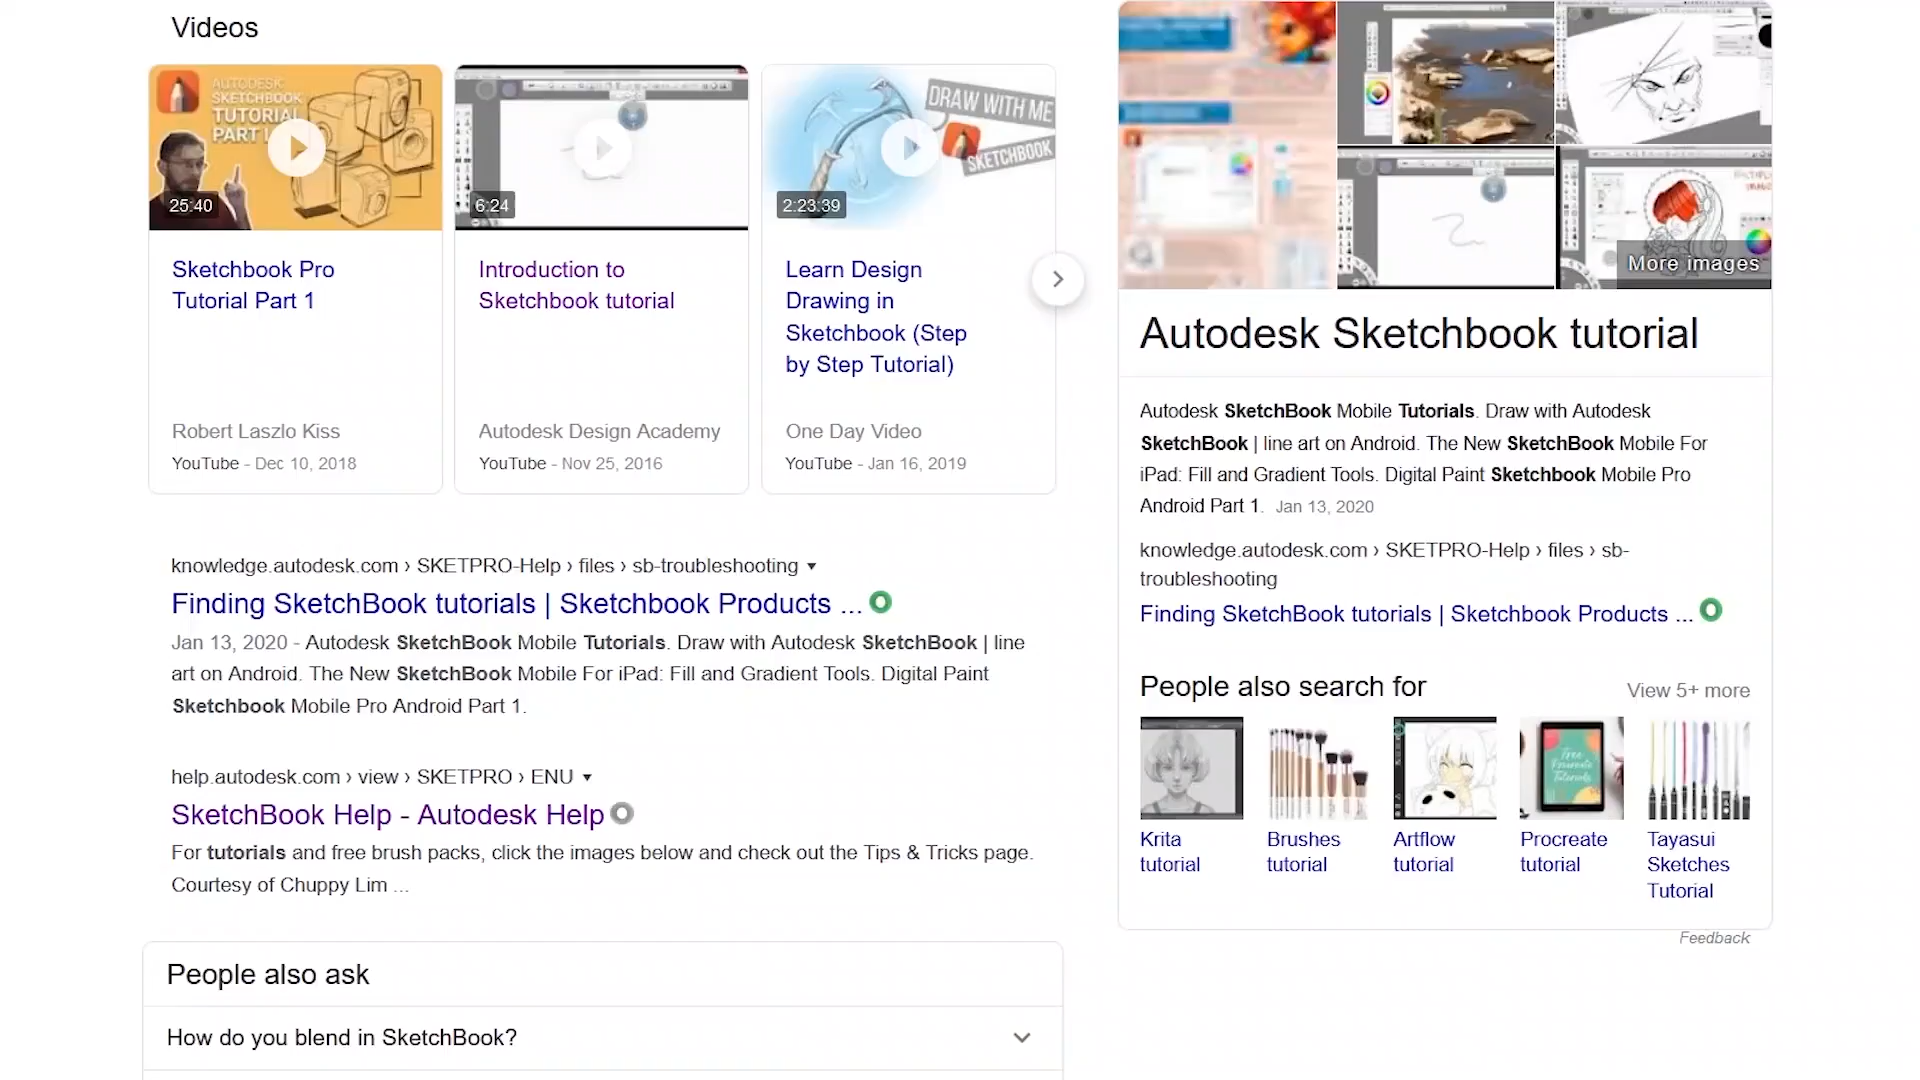 Videos
AUTODESK
SKETCHBOOK
TUTORIAL
PART
25:40
6:24
DRAW WITH ME
SKETCHBOOK
2:23:39
Sketchbook Pro
Tutorial Part 1
Introduction to
Sketchbook tutorial
Learn Design
Drawing in
Sketchbook (Step
by Step Tutorial)
Robert Laszlo Kiss
YouTube - Dec 10, 2018
Autodesk Design Academy
YouTube - Nov 25, 2016
One Day Video
YouTube - Jan 16, 2019
knowledge.autodesk.com › SKETPRO-Help › files › sb-troubleshooting
Finding SketchBook tutorials | Sketchbook Products ...
Jan 13, 2020 - Autodesk SketchBook Mobile Tutorials. Draw with Autodesk SketchBook | line
art on Android. The New SketchBook Mobile For iPad: Fill and Gradient Tools. Digital Paint
Sketchbook Mobile Pro Android Part 1.
help.autodesk.com › view › SKETPRO › ENU
SketchBook Help - Autodesk Help
For tutorials and free brush packs, click the images below and check out the Tips & Tricks page.
Courtesy of Chuppy Lim ...
People also ask
How do you blend in SketchBook?
More images
Autodesk Sketchbook tutorial
Autodesk SketchBook Mobile Tutorials. Draw with Autodesk
SketchBook | line art on Android. The New SketchBook Mobile For
iPad: Fill and Gradient Tools. Digital Paint Sketchbook Mobile Pro
Android Part 1. Jan 13, 2020
knowledge.autodesk.com › SKETPRO-Help › files › sb-
troubleshooting
Finding SketchBook tutorials | Sketchbook Products ...
People also search for
View 5+ more
Free
Procreate
Tutorials
Krita
tutorial
Brushes
tutorial
Artflow
tutorial
Procreate
tutorial
Tayasui
Sketches
Tutorial
Feedback